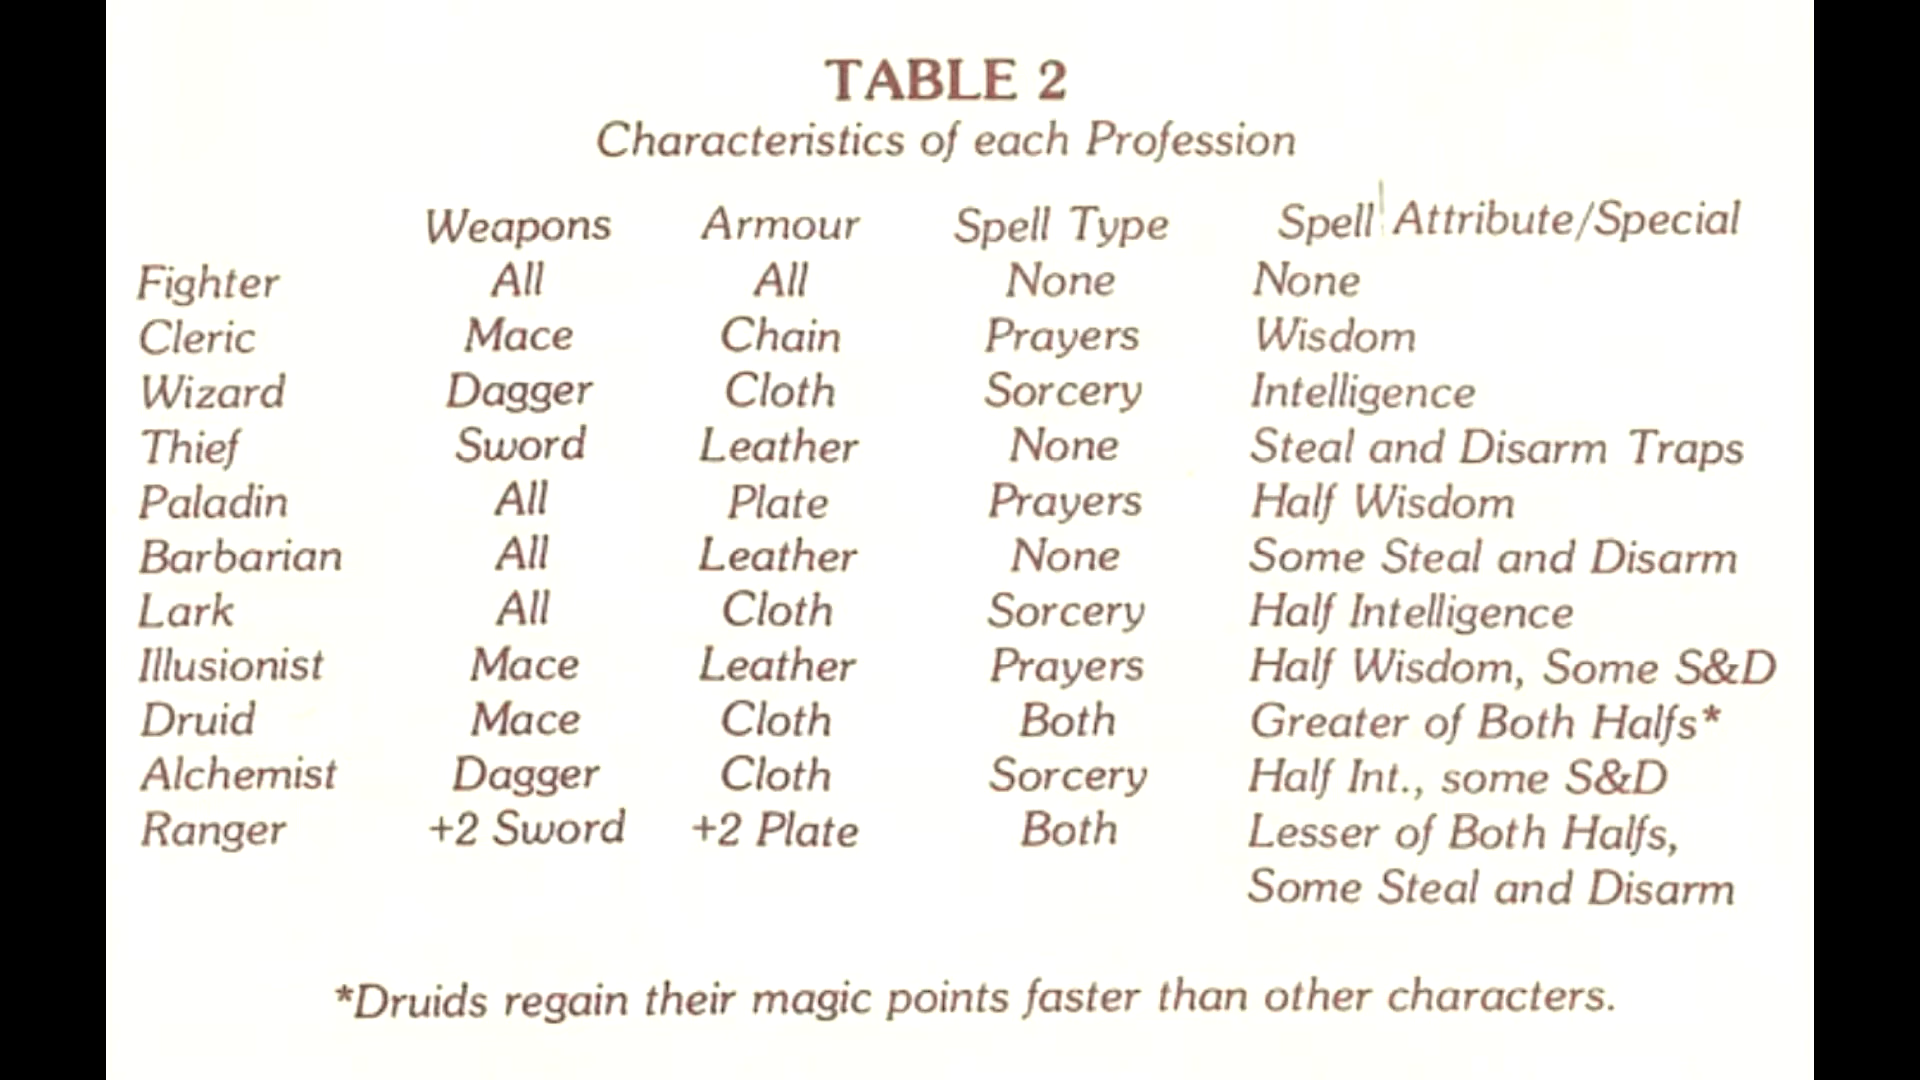 TABLE 2
Characteristics of each Profession
Weapons Armour Spell Type Spell Attribute/Special
Fighter All All None None
Cleric Mace Chain Prayers Wisdom
Wizard Dagger Cloth Sorcery Intelligence
Thief Sword Leather None Steal and Disarm Traps
Paladin All Plate Prayers Half Wisdom
Barbarian All Leather None Some Steal and Disarm
Lark All Cloth Sorcery Half Intelligence
Illusionist Mace Leather Prayers Half Wisdom, Some S&D
Druid Mace Cloth Both Greater of Both Halfs*
Alchemist Dagger Cloth Sorcery Half Int., some S&D
Ranger +2 Sword +2 Plate Both Lesser of Both Halfs,
Some Steal and Disarm
*Druids regain their magic points faster than other characters.